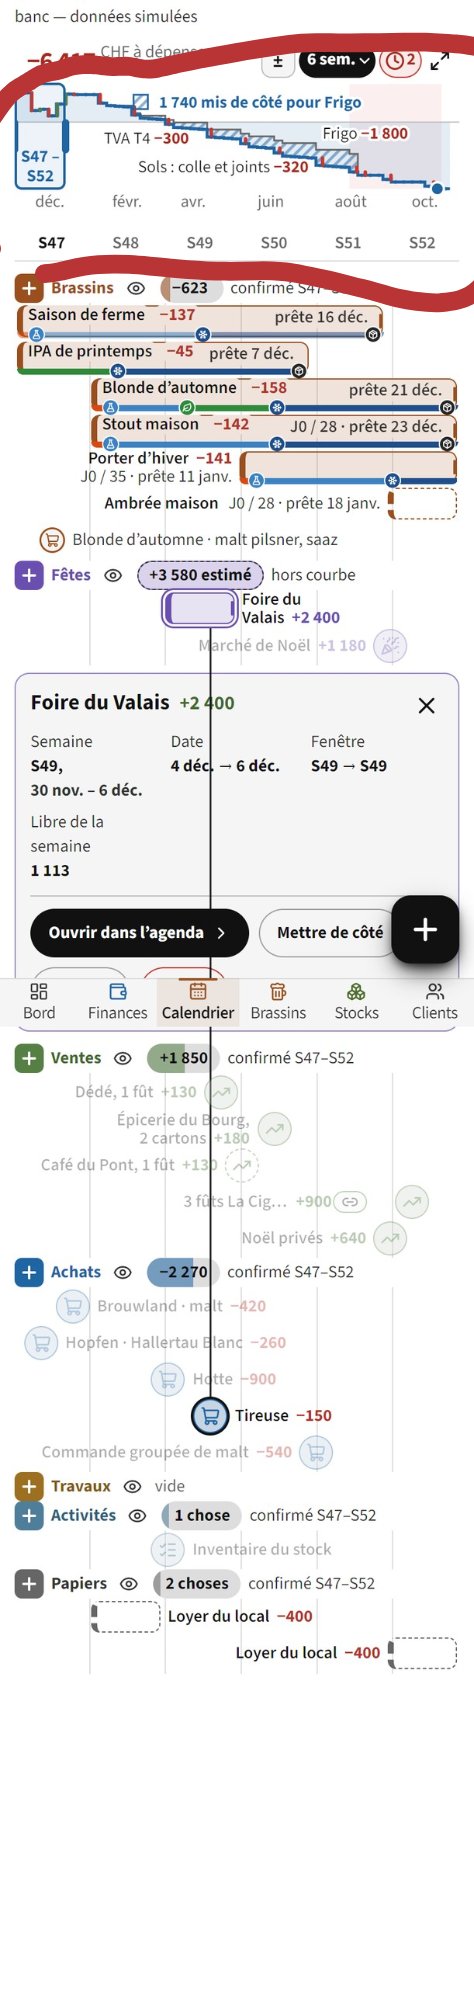 banc — données simulées
CHF à dépenser
±
6 sem.
2
1 740 mis de côté pour Frigo
TVA T4 −300
Frigo −1 800
Sols : colle et joints −320
S47 –
S52
déc. févr. avr. juin août oct.
S47 S48 S49 S50 S51 S52
Brassins −623 confirmé S47–S52
Saison de ferme −137 prête 16 déc.
IPA de printemps −45 prête 7 déc.
Blonde d’automne −158 prête 21 déc.
Stout maison −142 J0 / 28 · prête 23 déc.
Porter d’hiver −141
J0 / 35 · prête 11 janv.
Ambrée maison J0 / 28 · prête 18 janv.
Blonde d’automne · malt pilsner, saaz
Fêtes +3 580 estimé hors courbe
Foire du
Valais +2 400
Marché de Noël +1 180
Foire du Valais +2 400
Semaine Date Fenêtre
S49, 4 déc. → 6 déc. S49 → S49
30 nov. – 6 déc.
Libre de la
semaine
1 113
Ouvrir dans l’agenda
Mettre de côté
Bord Finances Calendrier Brassins Stocks Clients
Ventes +1 850 confirmé S47–S52
Dédé, 1 fût +130
Épicerie du Bourg,
2 cartons +180
Café du Pont, 1 fût +130
3 fûts La Cig… +900
Noël privés +640
Achats −2 270 confirmé S47–S52
Brouwland · malt −420
Hopfen · Hallertau Blanc −260
Hotte −900
Tireuse −150
Commande groupée de malt −540
Travaux vide
Activités 1 chose confirmé S47–S52
Inventaire du stock
Papiers 2 choses confirmé S47–S52
Loyer du local −400
Loyer du local −400